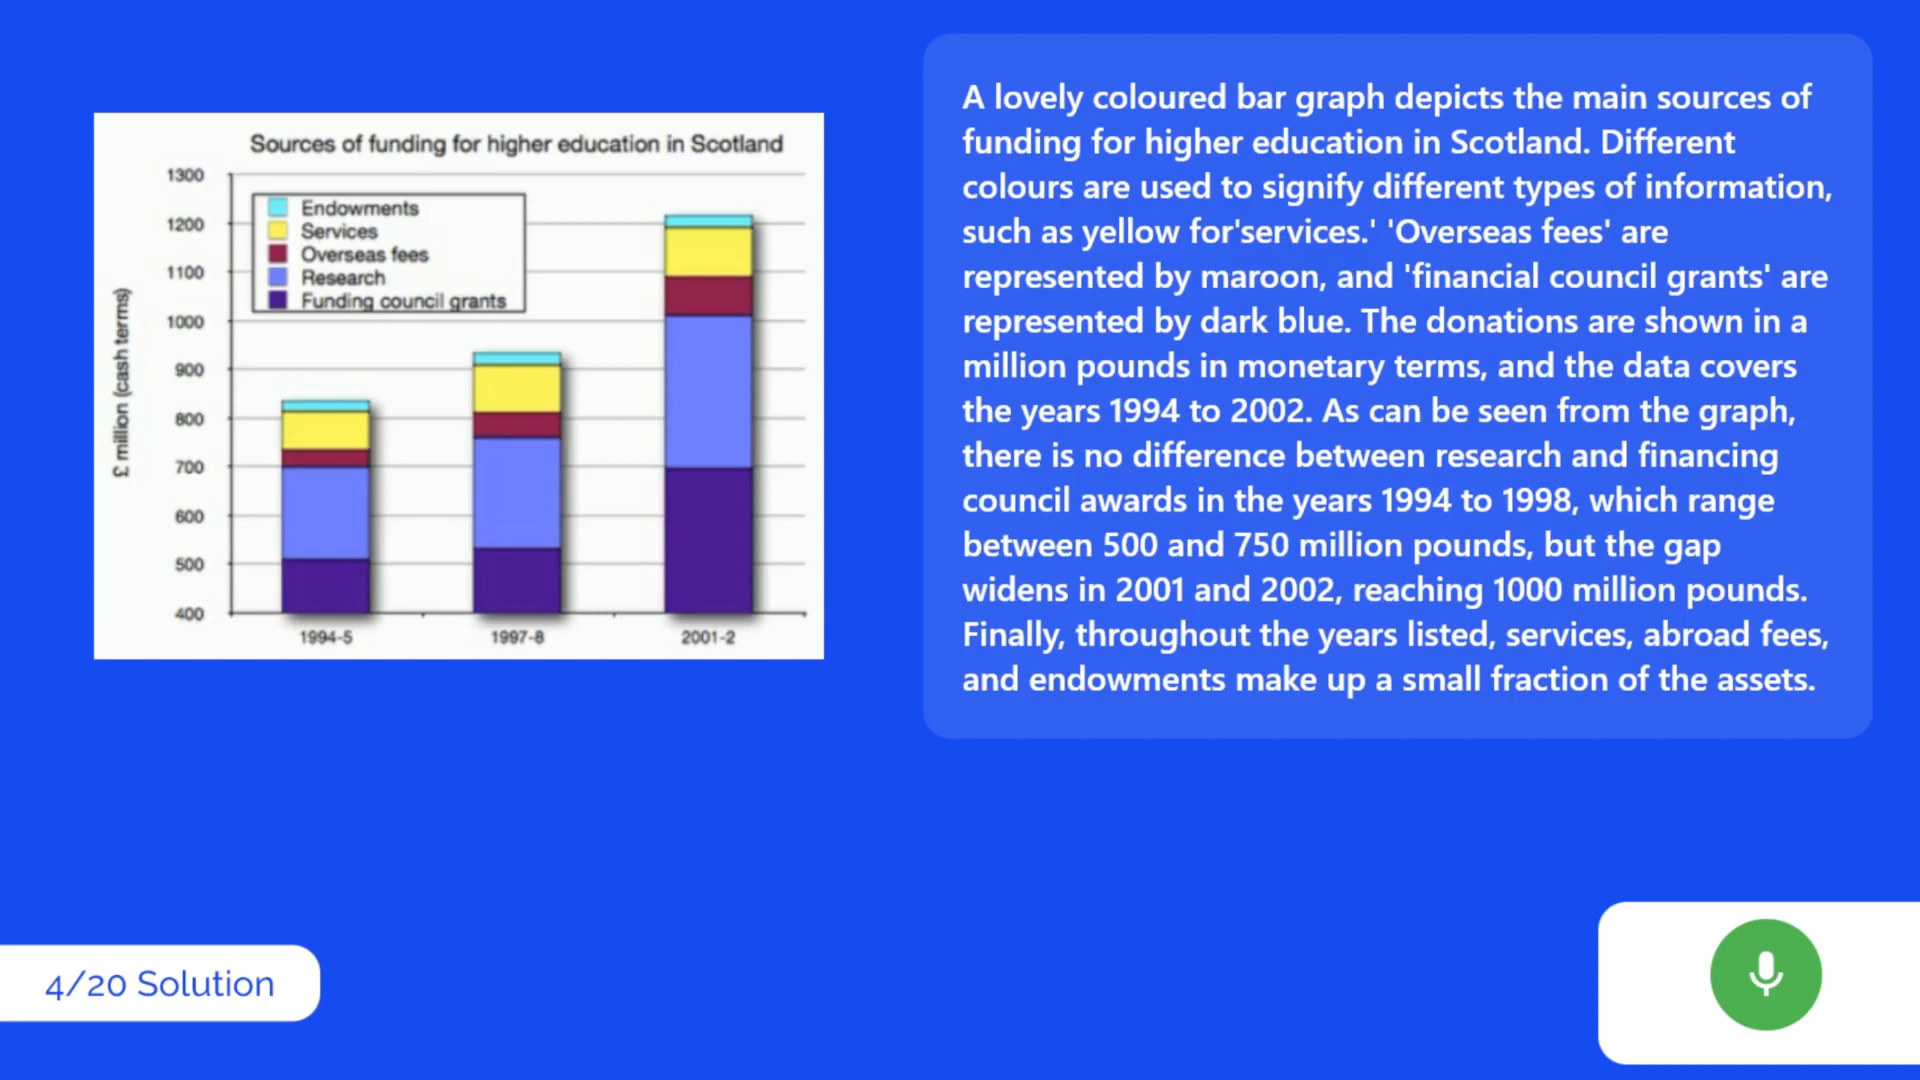 Sources of funding for higher education in Scotland
1300
1200
1100
1000
900
800
700
600
500
400
£ million (cash terms)
Endowments
Services
Overseas fees
Research
Funding council grants
1994-5
1997-8
2001-2
A lovely coloured bar graph depicts the main sources of
funding for higher education in Scotland. Different
colours are used to signify different types of information,
such as yellow for'services.' 'Overseas fees' are
represented by maroon, and 'financial council grants' are
represented by dark blue. The donations are shown in a
million pounds in monetary terms, and the data covers
the years 1994 to 2002. As can be seen from the graph,
there is no difference between research and financing
council awards in the years 1994 to 1998, which range
between 500 and 750 million pounds, but the gap
widens in 2001 and 2002, reaching 1000 million pounds.
Finally, throughout the years listed, services, abroad fees,
and endowments make up a small fraction of the assets.
4/20 Solution